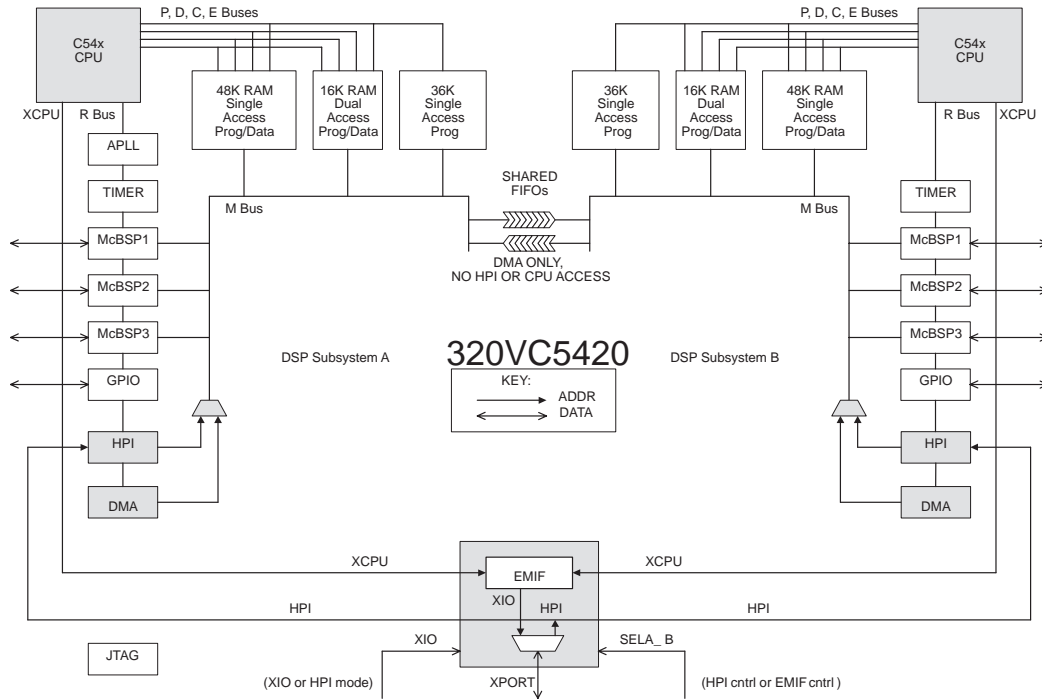 P, D, C, E Buses
P, D, C, E Buses
C54x
CPU
C54x
CPU
48K RAM
Single
Access
Prog/Data
16K RAM
Dual
Access
Prog/Data
36K
Single
Access
Prog
36K
Single
Access
Prog
16K RAM
Dual
Access
Prog/Data
48K RAM
Single
Access
Prog/Data
XCPU
R Bus
R Bus
XCPU
APLL
TIMER
M Bus
SHARED
FIFOs
M Bus
TIMER
McBSP1
McBSP1
DMA ONLY,
NO HPI OR CPU ACCESS
McBSP2
McBSP2
McBSP3
McBSP3
DSP Subsystem A
320VC5420
DSP Subsystem B
GPIO
GPIO
KEY:
ADDR
DATA
HPI
HPI
DMA
DMA
XCPU
XCPU
EMIF
XIO
HPI
HPI
HPI
JTAG
XIO
SELA_ B
(XIO or HPI mode)
XPORT
(HPI cntrl or EMIF cntrl )